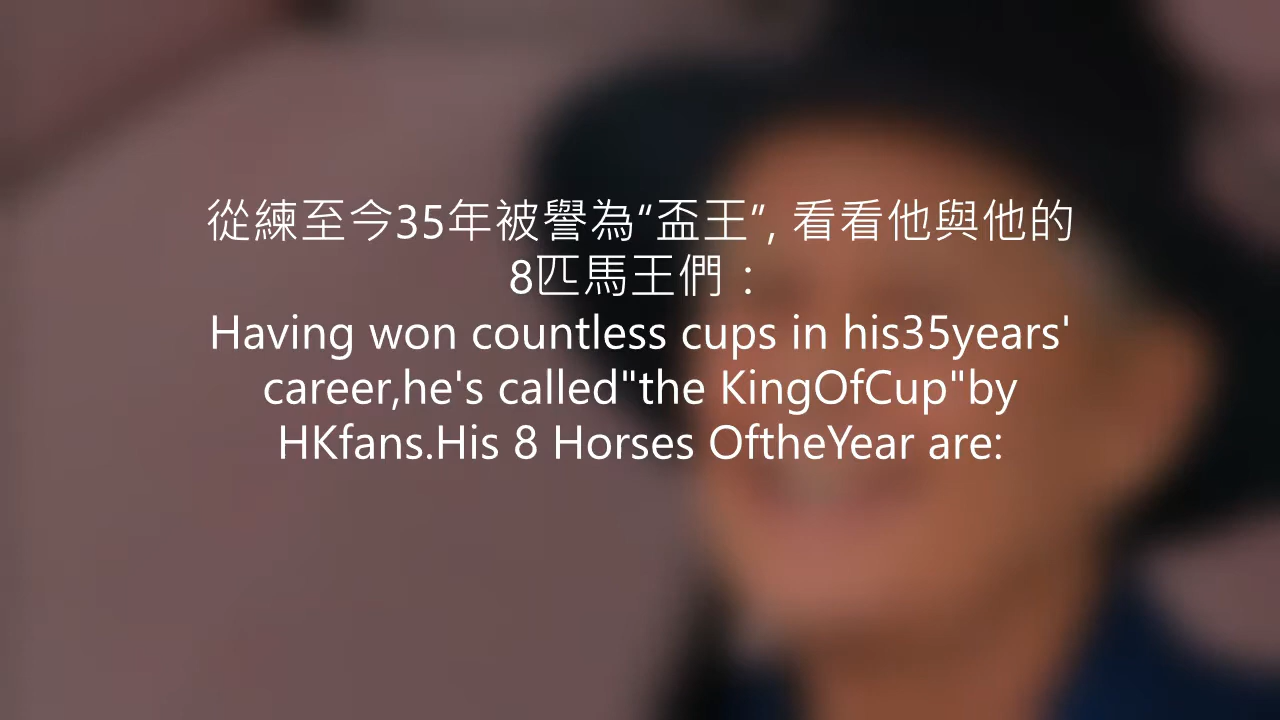 從練至今35年被譽為“盃王”, 看看他與他的
8匹馬王們：
Having won countless cups in his35years'
career,he's called"the KingOfCup"by
HKfans.His 8 Horses OftheYear are: